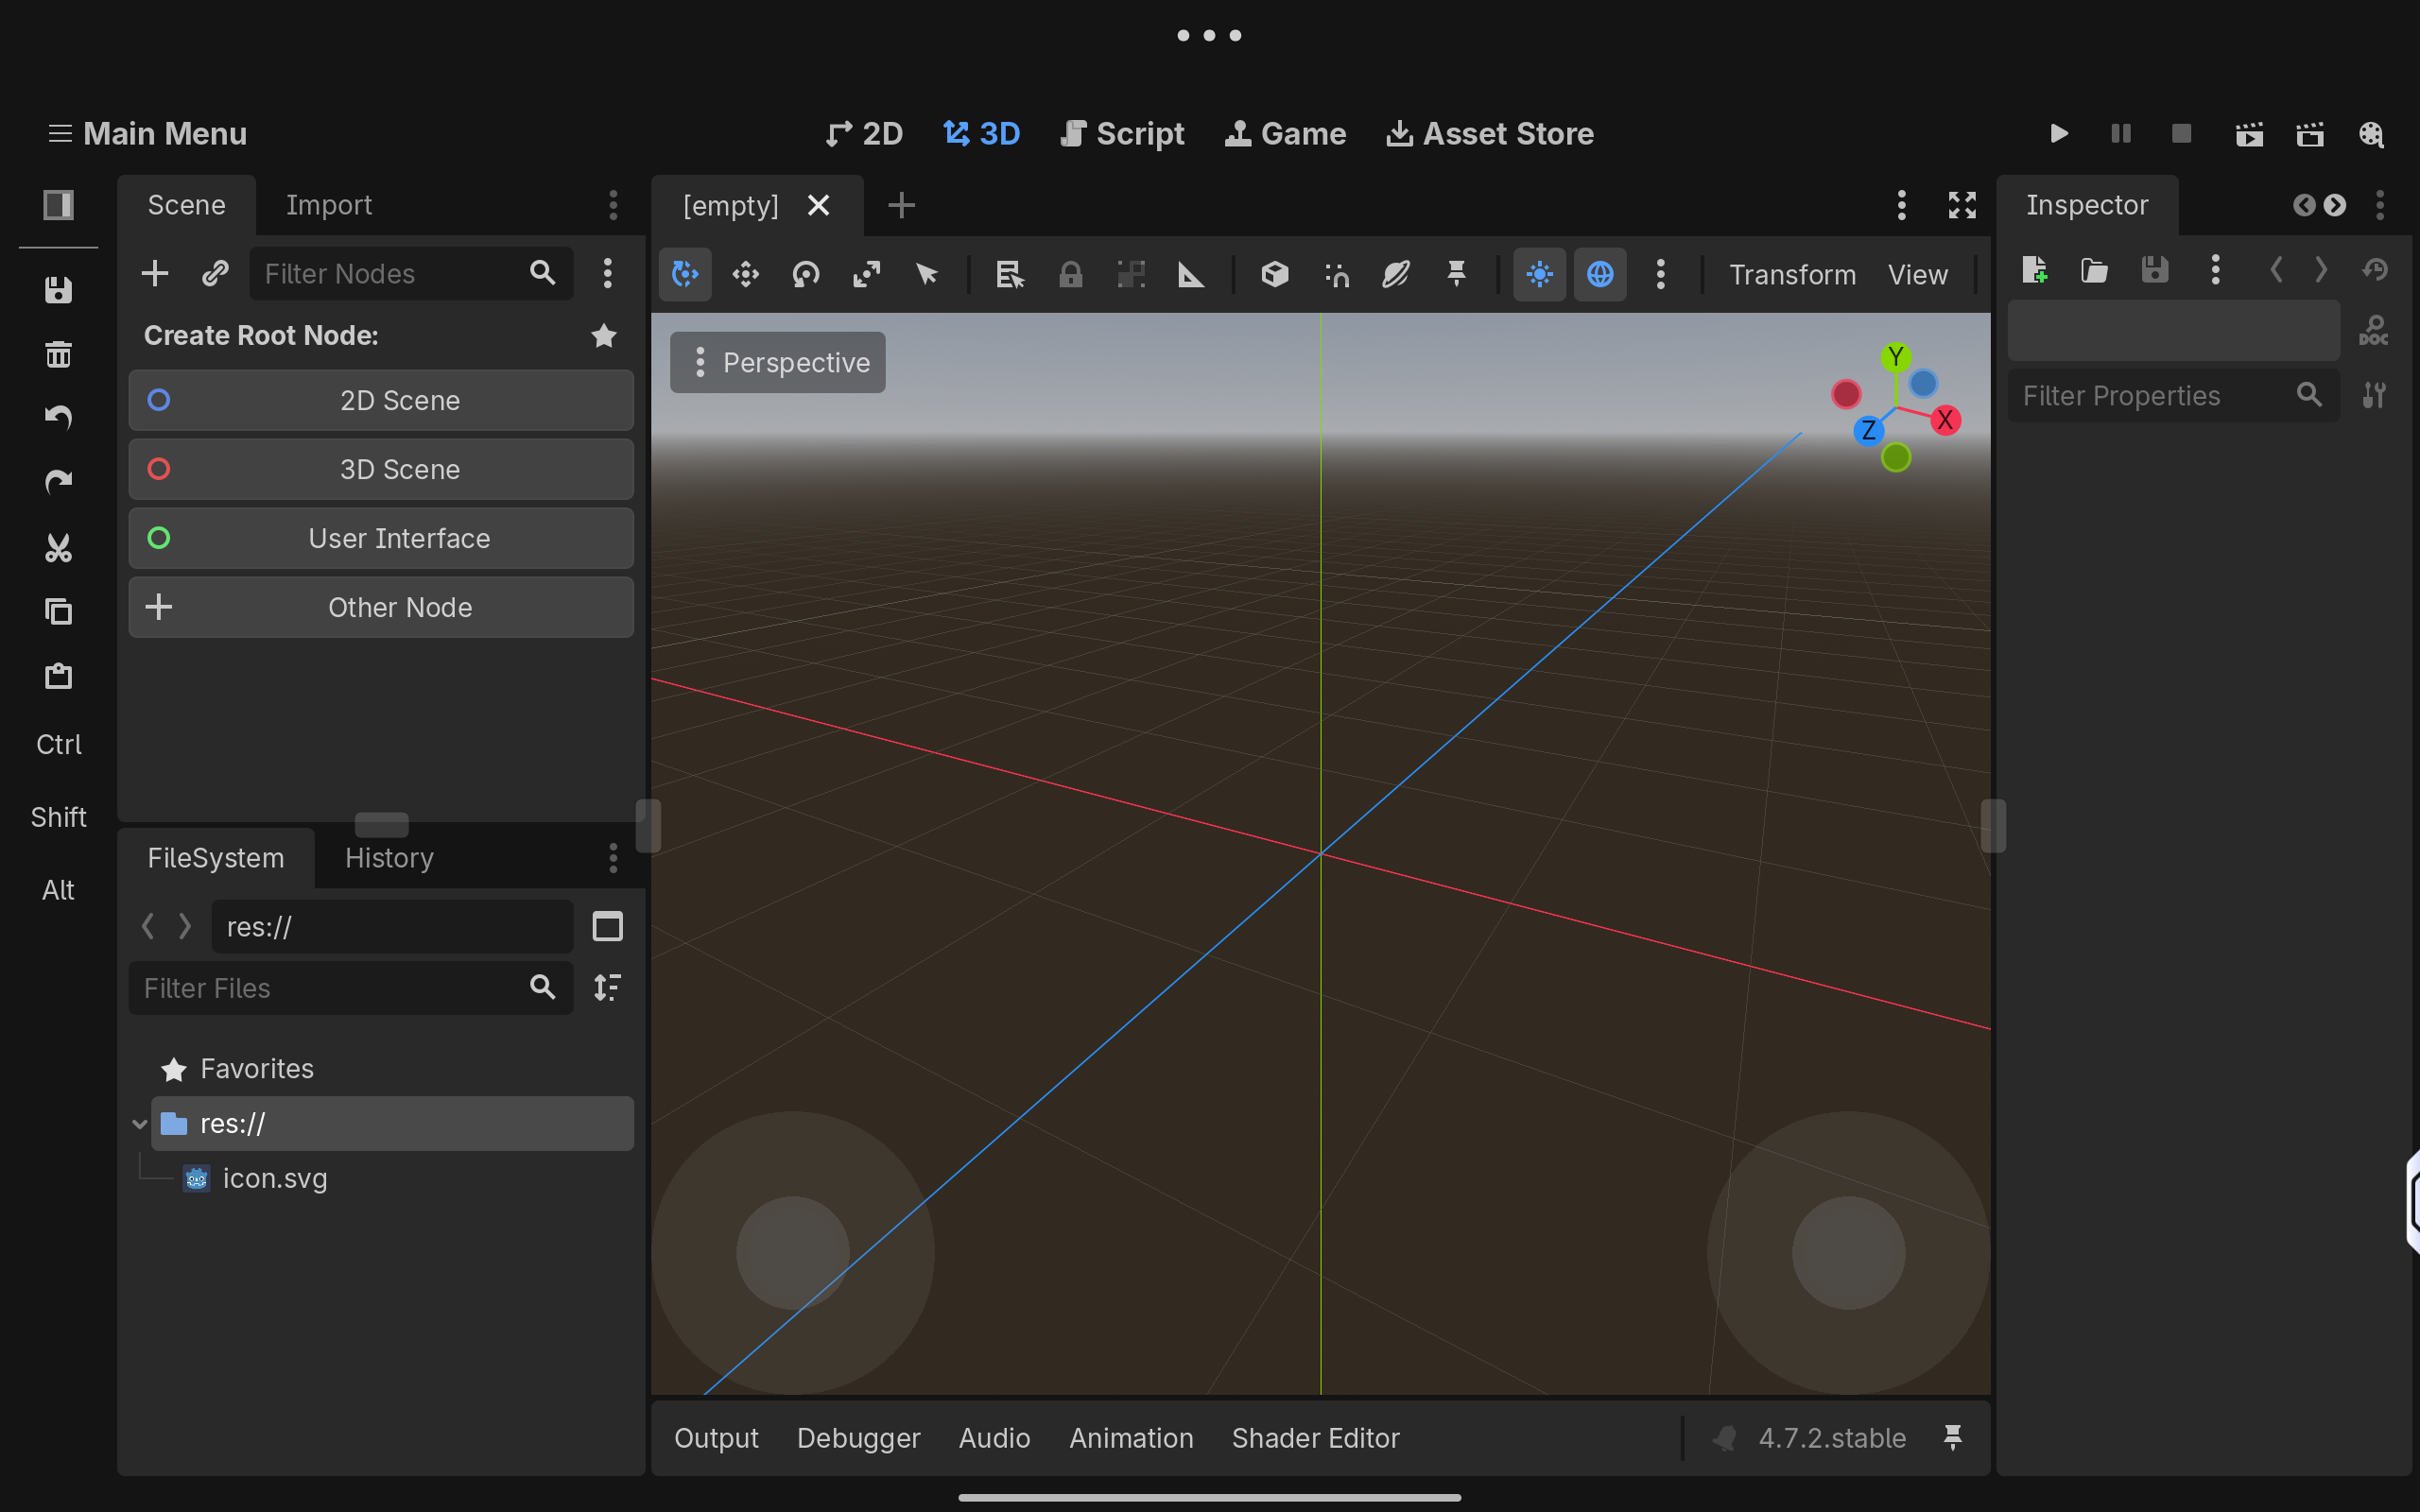 Main Menu
2D
3D
Script
Game
Asset Store
Scene
Import
[empty]
Inspector
Filter Nodes
Transform
View
Create Root Node:
Perspective
Y
X
Z
DOC
Filter Properties
2D Scene
3D Scene
User Interface
Other Node
Ctrl
Shift
Alt
FileSystem
History
res://
Filter Files
Favorites
res://
icon.svg
Output
Debugger
Audio
Animation
Shader Editor
4.7.2.stable